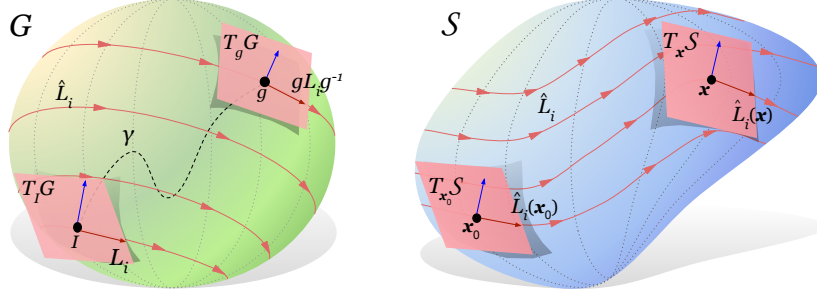 G
T_gG
g
gL_ig⁻¹
L̂_i
γ
T_IG
I
L_i
𝒮
T_𝒙𝒮
𝒙
L̂_i(𝒙)
L̂_i
T_𝒙₀𝒮
L̂_i(𝒙₀)
𝒙₀